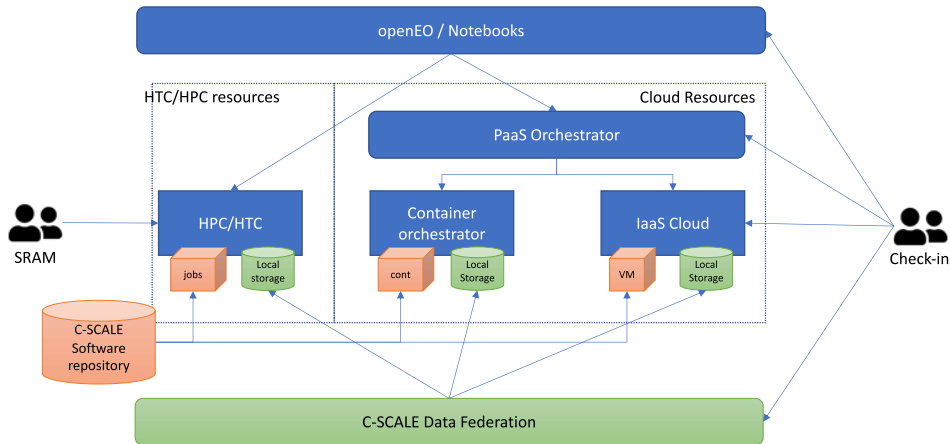 openEO / Notebooks
HTC/HPC resources
Cloud Resources
PaaS Orchestrator
HPC/HTC
Container
orchestrator
IaaS Cloud
SRAM
Check-in
jobs
Local
storage
cont
Local
Storage
VM
Local
Storage
C-SCALE
Software
repository
C-SCALE Data Federation